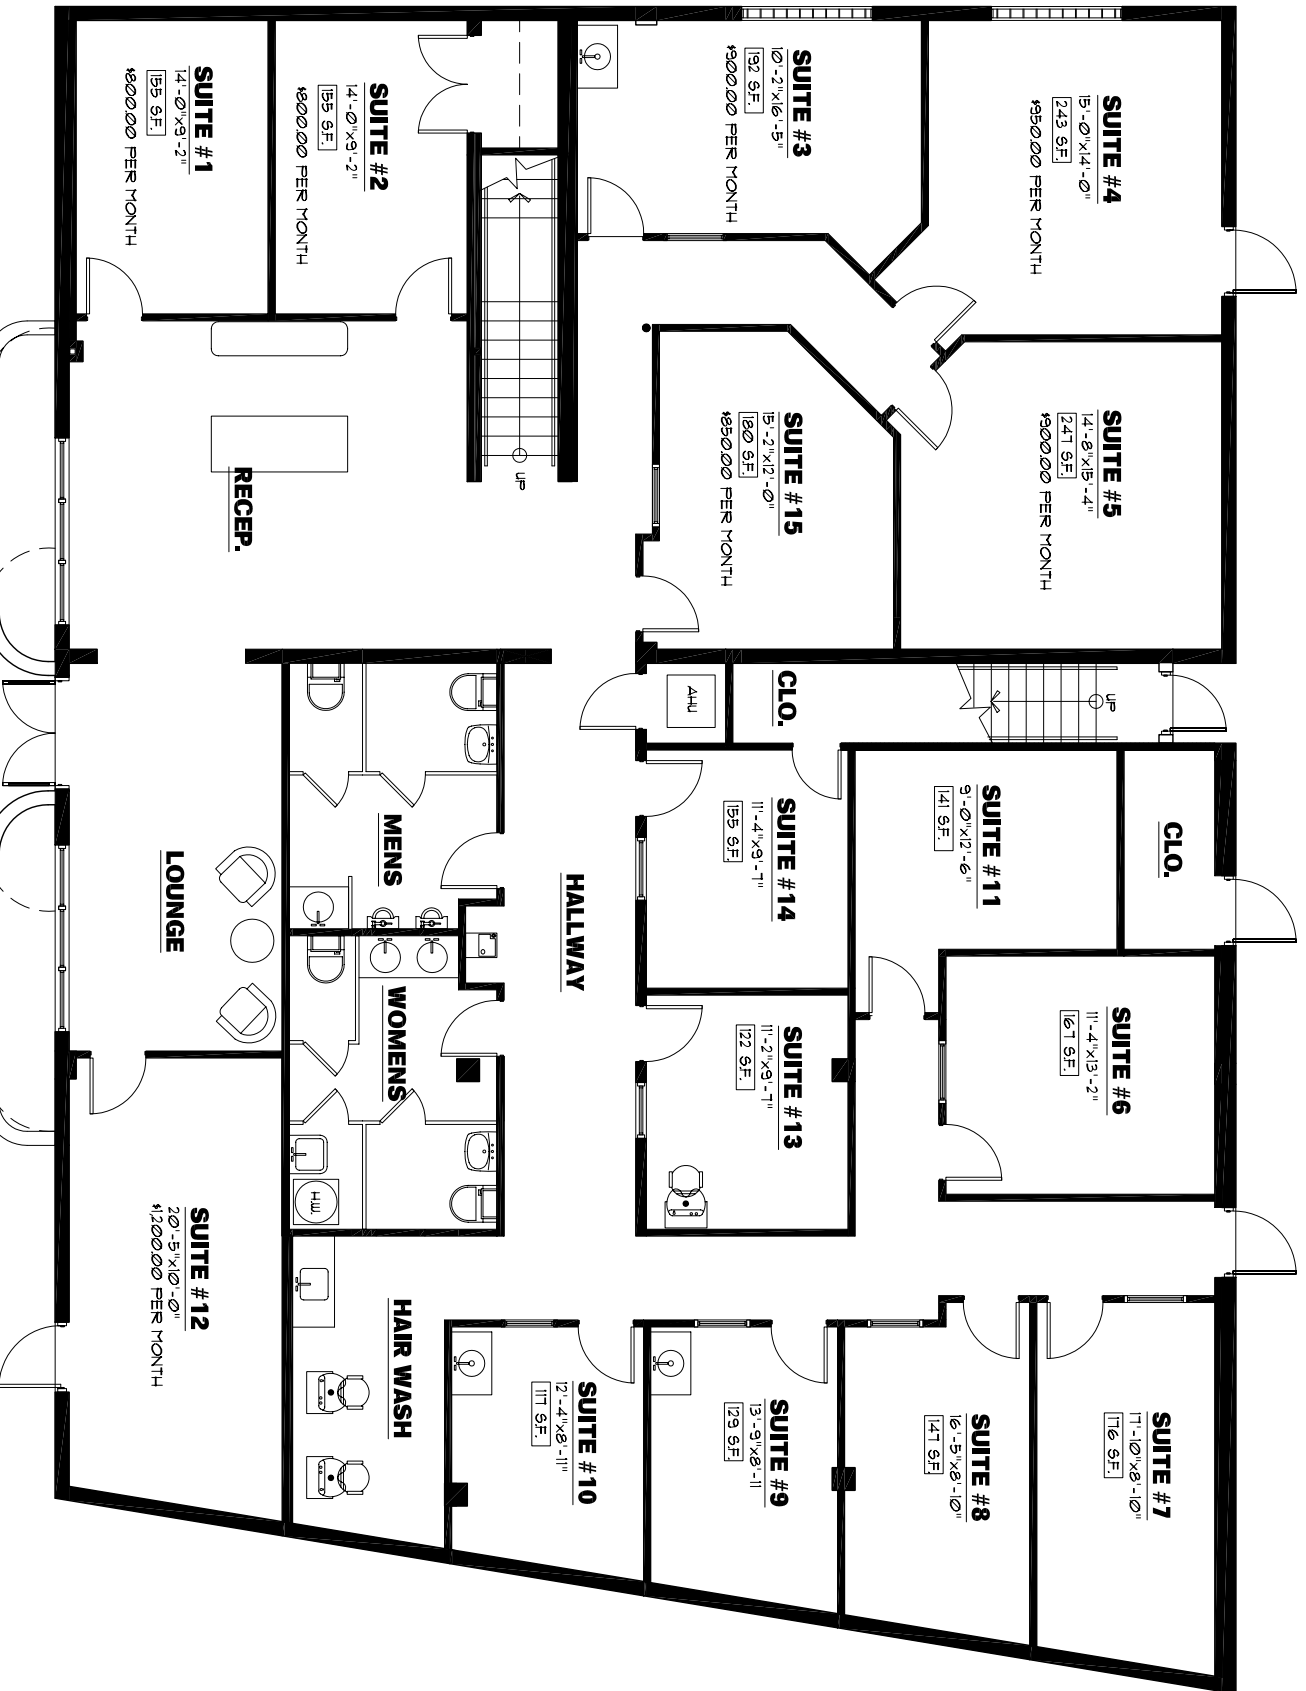 SUITE #1
14'-0"x9'-2"
155 S.F.
$800.00 PER MONTH
SUITE #2
14'-0"x9'-2"
155 S.F.
$800.00 PER MONTH
SUITE #3
10'-2"x16'-5"
192 S.F.
$900.00 PER MONTH
SUITE #4
15'-0"x14'-0"
243 S.F.
$950.00 PER MONTH
SUITE #5
14'-8"x15'-4"
247 S.F.
$900.00 PER MONTH
SUITE #15
15'-2"x12'-0"
180 S.F.
$850.00 PER MONTH
UP
RECEP.
AHU
CLO.
UP
CLO.
SUITE #11
9'-0"x12'-6"
141 S.F.
SUITE #14
11'-4"x9'-7"
155 S.F.
MENS
HALLWAY
LOUNGE
WOMENS
SUITE #13
11'-2"x9'-7"
122 S.F.
SUITE #6
11'-4"x13'-2"
167 S.F.
H.W.
SUITE #12
20'-5"x10'-0"
$1,200.00 PER MONTH
HAIR WASH
SUITE #10
12'-4"x8'-11"
117 S.F.
SUITE #9
13'-9"x8'-11
129 S.F.
SUITE #8
16'-5"x8'-10"
147 S.F.
SUITE #7
17'-10"x8'-10"
176 S.F.